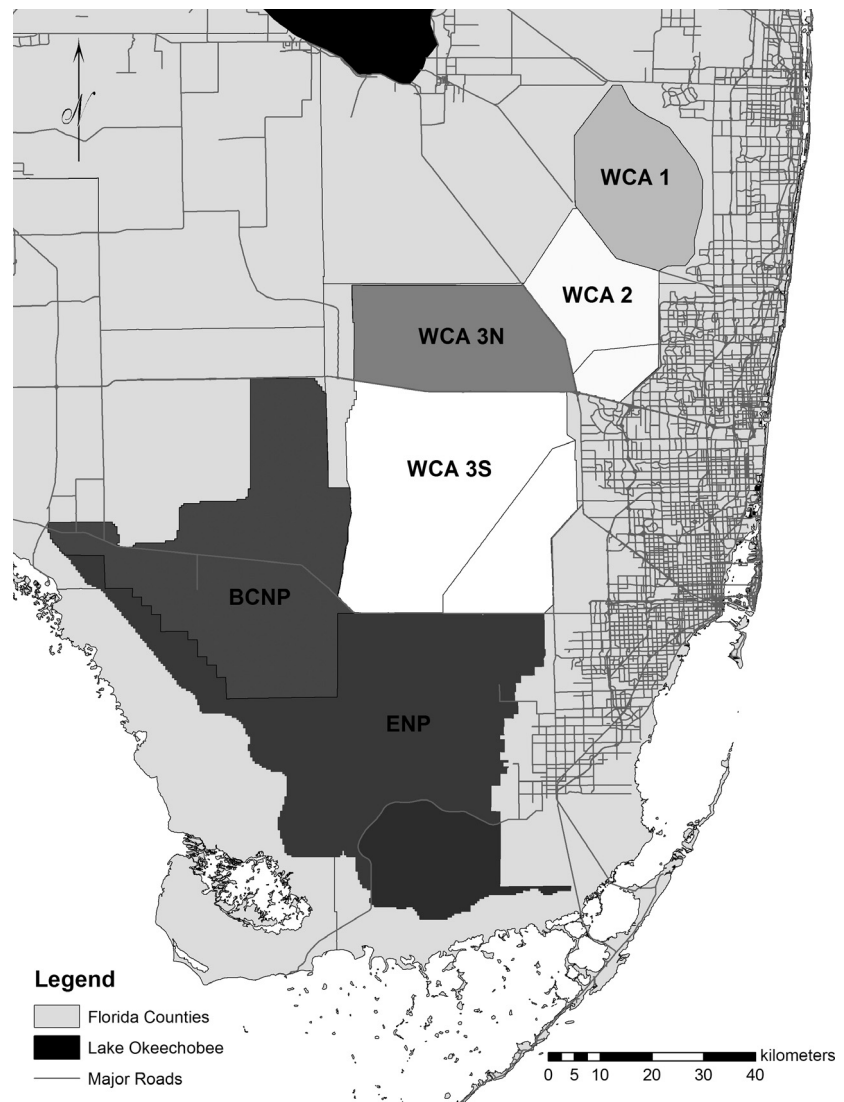 N
WCA 1
WCA 2
WCA 3N
WCA 3S
BCNP
ENP
Legend
Florida Counties
Lake Okeechobee
Major Roads
kilometers
0 5 10 20 30 40